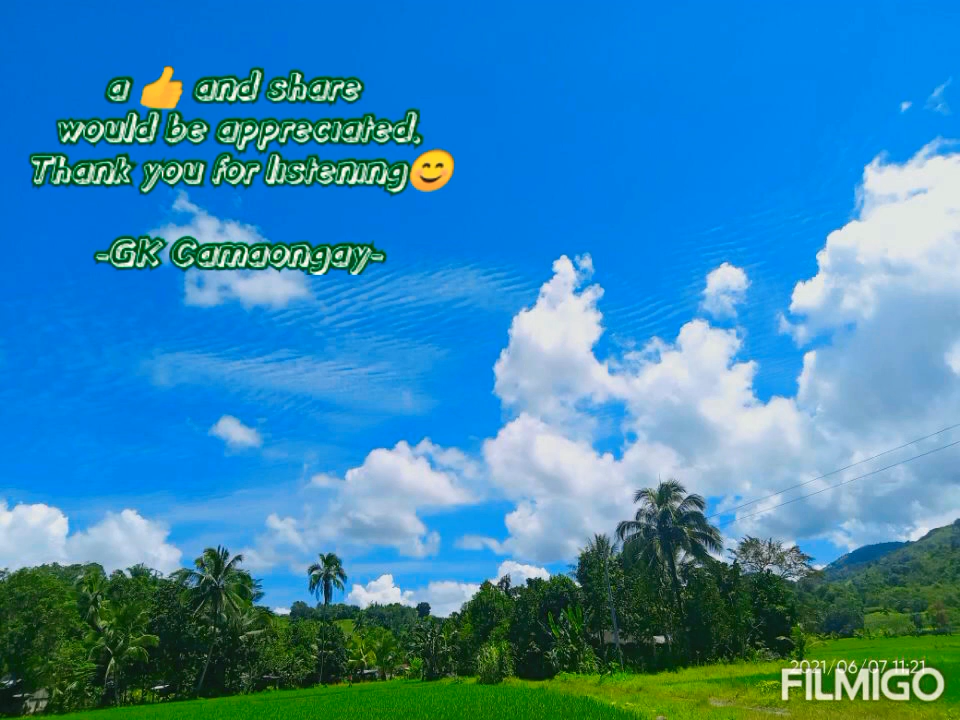 a 👍 and share
would be appreciated.
Thank you for listening😊
-GK Camaongay-
2021/06/07 11:21
FILMIGO